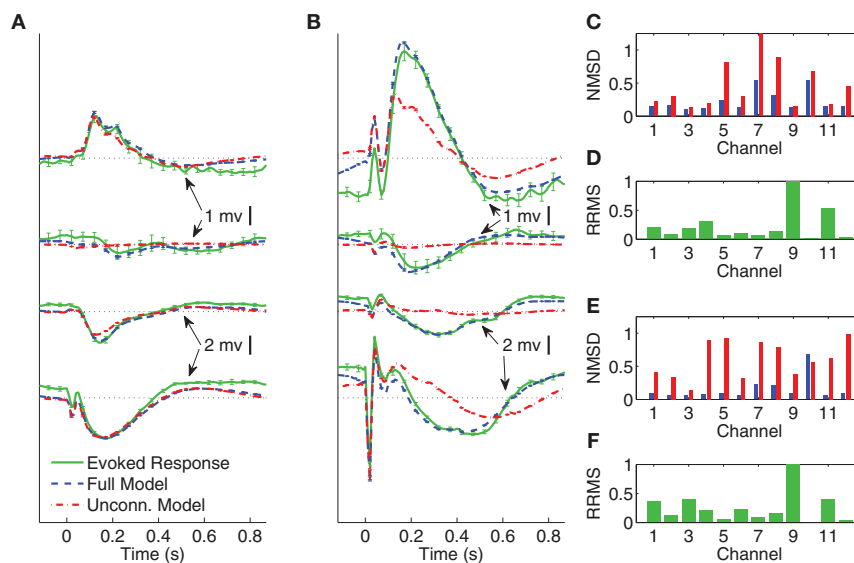 A
1 mv
2 mv
Evoked Response
Full Model
Unconn. Model
0 0.2 0.4 0.6 0.8
Time (s)
B
1 mv
2 mv
0 0.2 0.4 0.6 0.8
Time (s)
C
NMSD
1
0.5
0
1 3 5 7 9 11
Channel
D
RRMS
1
0.5
0
1 3 5 7 9 11
Channel
E
NMSD
1
0.5
0
1 3 5 7 9 11
Channel
F
RRMS
1
0.5
0
1 3 5 7 9 11
Channel